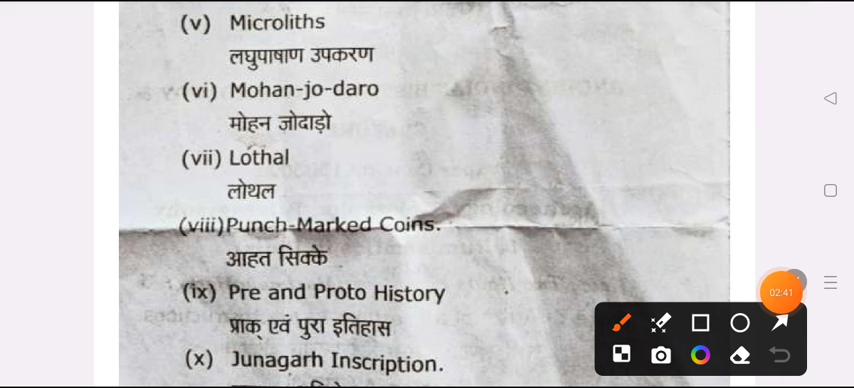 (v) Microliths
लघुपाषाण उपकरण
(vi) Mohan-jo-daro
मोहन जोदाड़ो
(vii) Lothal
लोथल
(viii)Punch-Marked Coins.
आहत सिक्के
(ix) Pre and Proto History
प्राक् एवं पुरा इतिहास
(x) Junagarh Inscription.
02:41